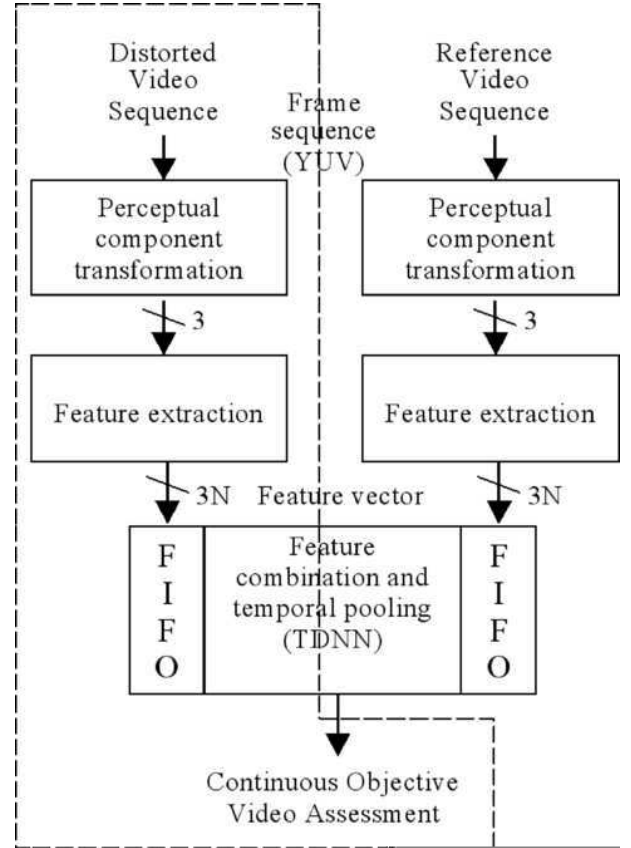 Distorted
Video
Sequence
Frame
sequence
(YUV)
Reference
Video
Sequence
Perceptual
component
transformation
Perceptual
component
transformation
3
3
Feature extraction
Feature extraction
3N
Feature vector
3N
F
I
F
O
Feature
combination and
temporal pooling
(TDNN)
F
I
F
O
Continuous Objective
Video Assessment